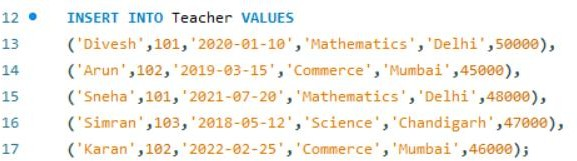 12 INSERT INTO Teacher VALUES
13 ('Divesh',101,'2020-01-10','Mathematics','Delhi',50000),
14 ('Arun',102,'2019-03-15','Commerce','Mumbai',45000),
15 ('Sneha',101,'2021-07-20','Mathematics','Delhi',48000),
16 ('Simran',103,'2018-05-12','Science','Chandigarh',47000),
17 ('Karan',102,'2022-02-25','Commerce','Mumbai',46000);